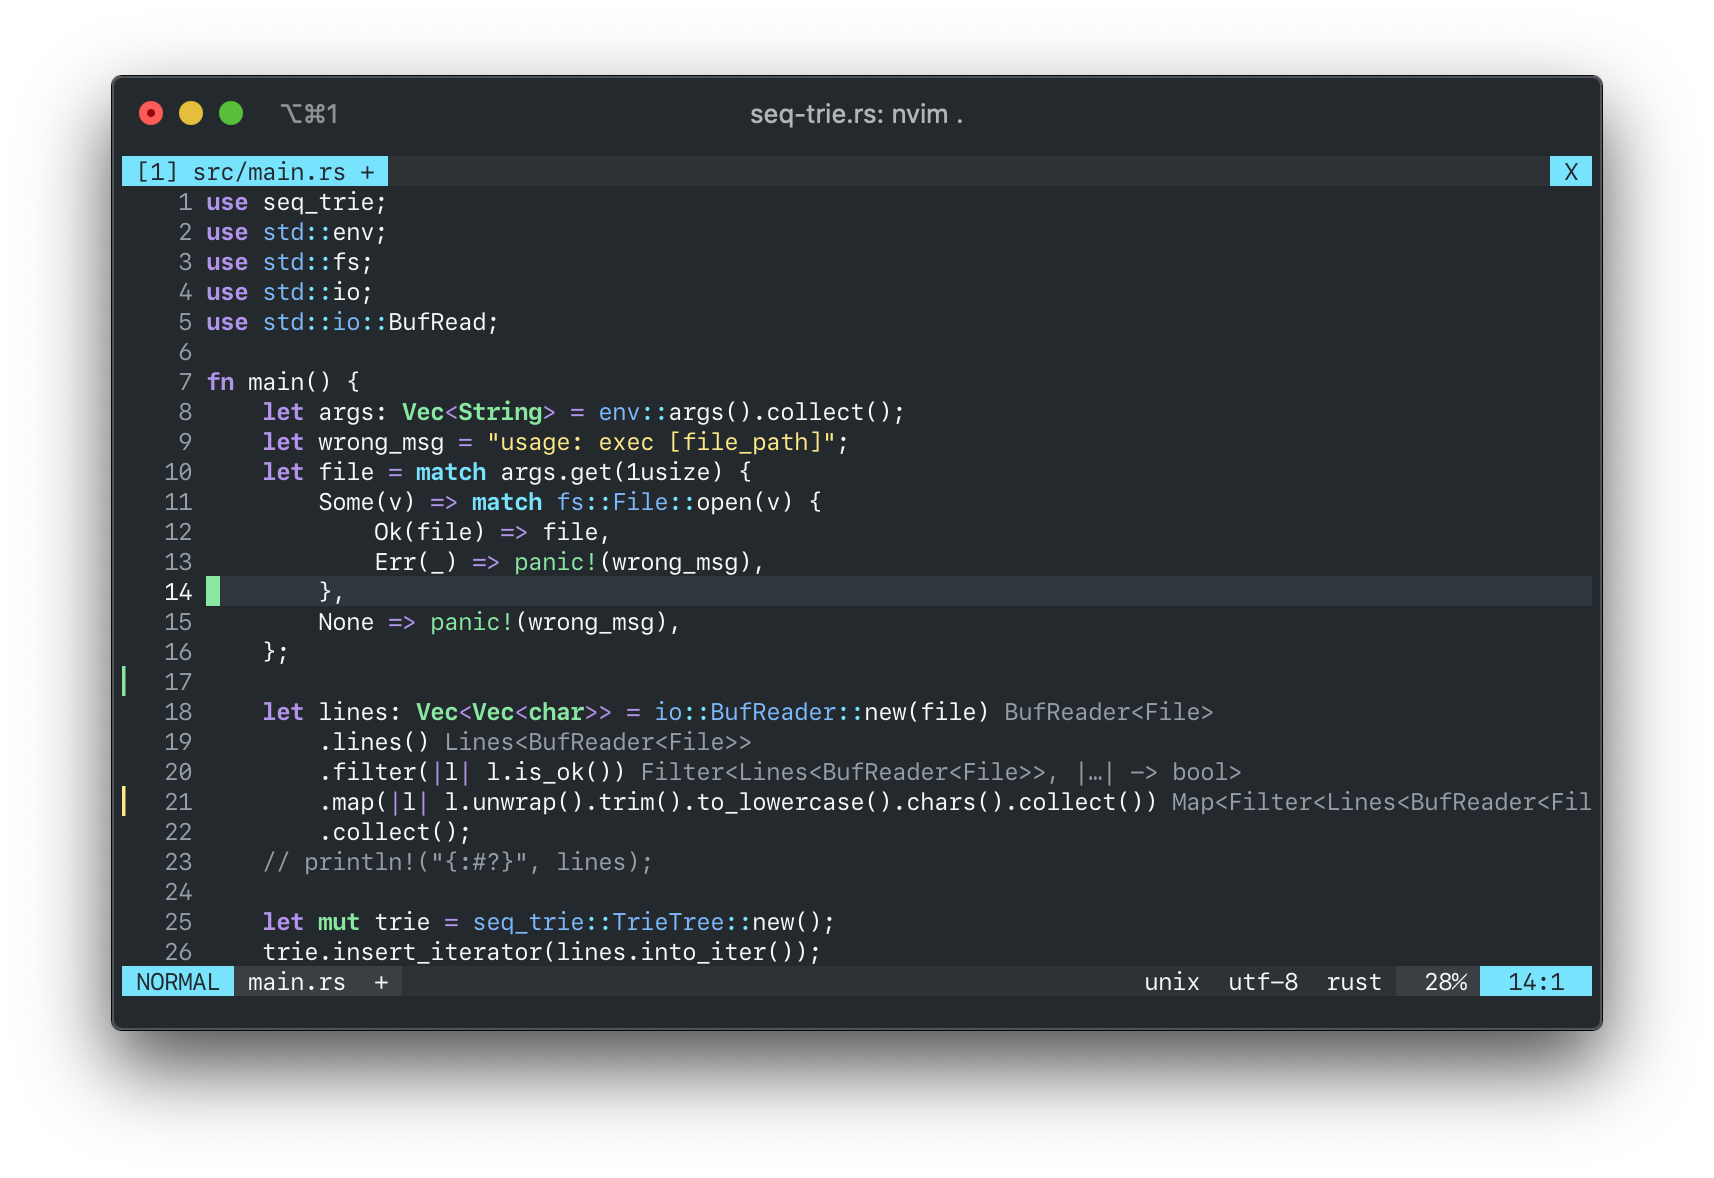 ⌥⌘1 seq-trie.rs: nvim .
[1] src/main.rs + X
1 use seq_trie;
2 use std::env;
3 use std::fs;
4 use std::io;
5 use std::io::BufRead;
6
7 fn main() {
8     let args: Vec<String> = env::args().collect();
9     let wrong_msg = "usage: exec [file_path]";
10     let file = match args.get(1usize) {
11         Some(v) => match fs::File::open(v) {
12             Ok(file) => file,
13             Err(_) => panic!(wrong_msg),
14         },
15         None => panic!(wrong_msg),
16     };
17
18     let lines: Vec<Vec<char>> = io::BufReader::new(file) BufReader<File>
19         .lines() Lines<BufReader<File>>
20         .filter(|l| l.is_ok()) Filter<Lines<BufReader<File>>, |…| -> bool>
21         .map(|l| l.unwrap().trim().to_lowercase().chars().collect()) Map<Filter<Lines<BufReader<Fil
22         .collect();
23     // println!("{:#?}", lines);
24
25     let mut trie = seq_trie::TrieTree::new();
26     trie.insert_iterator(lines.into_iter());
NORMAL main.rs + unix utf-8 rust 28% 14:1